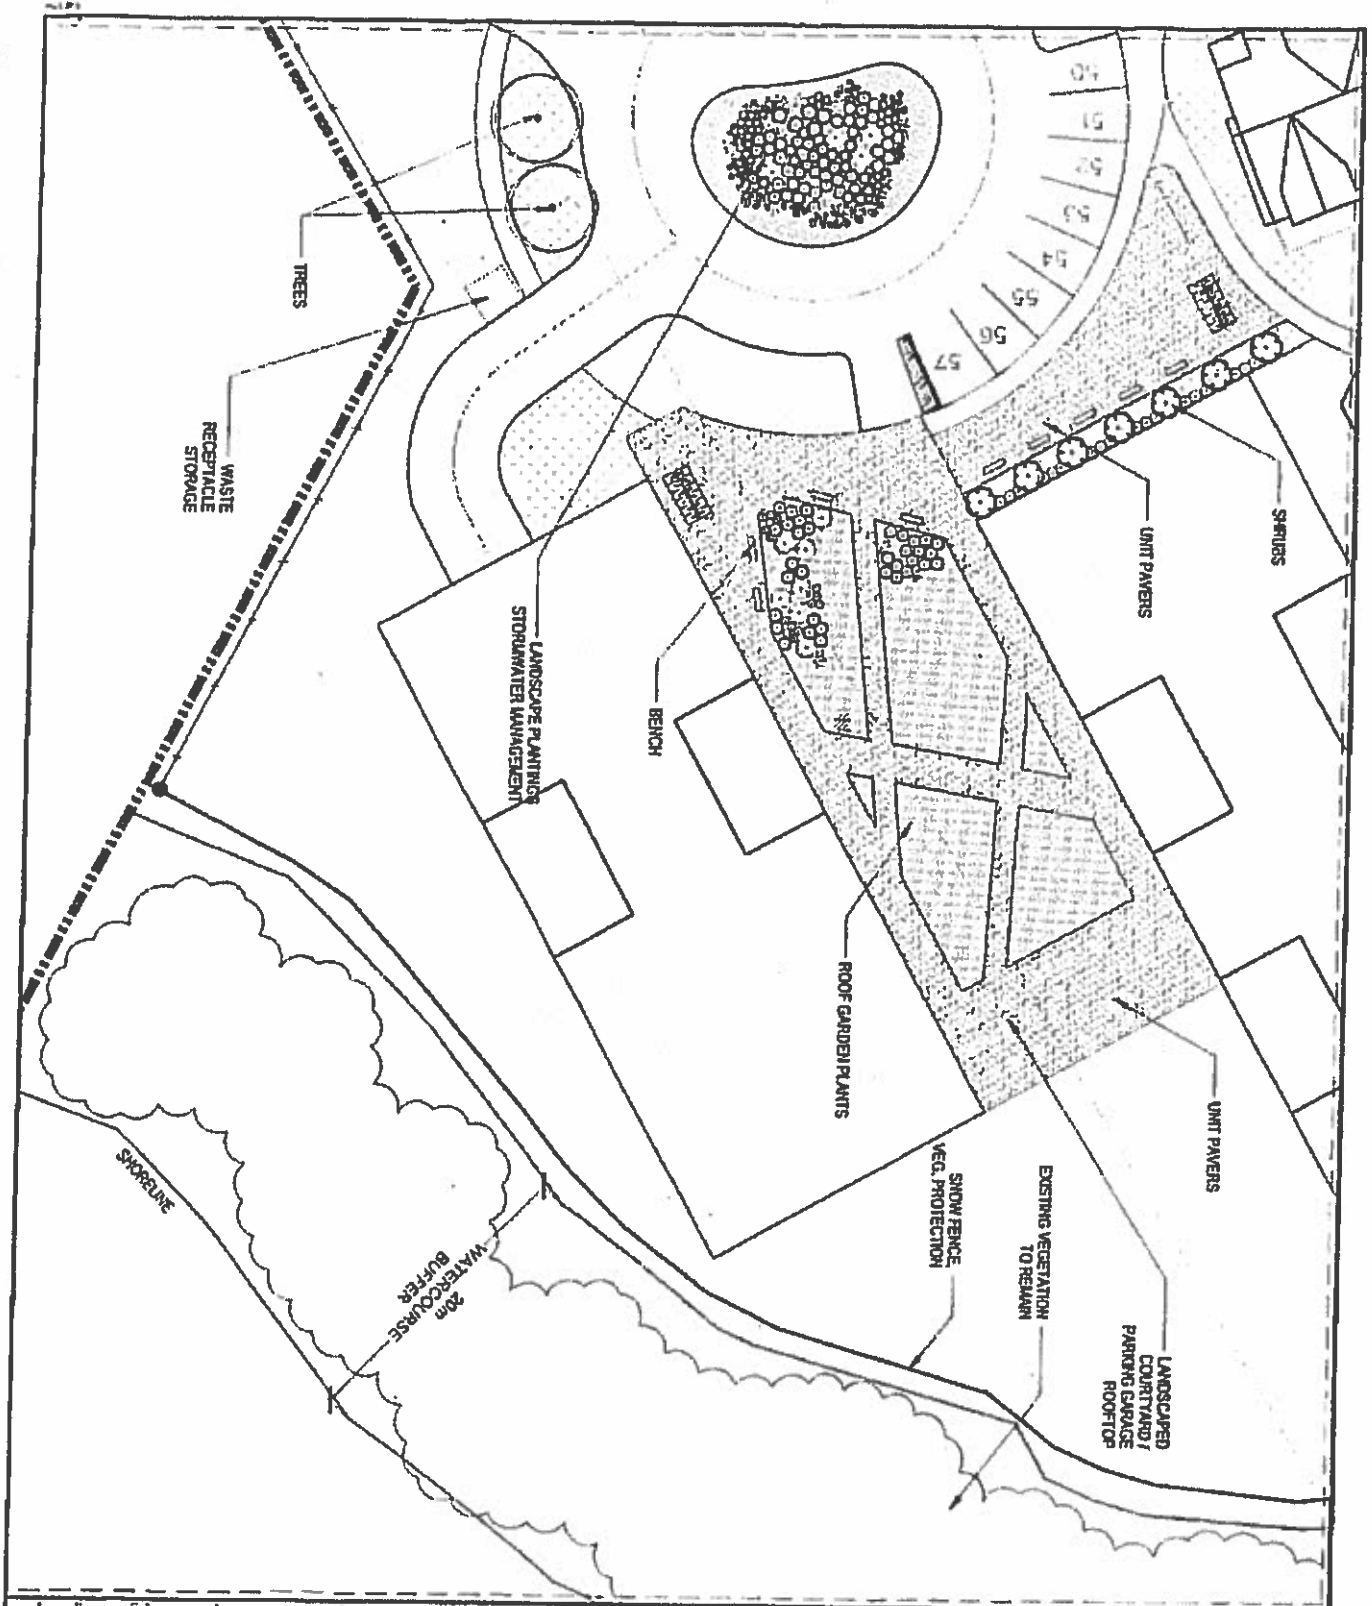 50
51
52
53
54
55
56
57
TREES
WASTE
RECEPTACLE
STORAGE
SHRUBS
UNIT PAVERS
LANDSCAPE PLANTINGS
STORMWATER MANAGEMENT
BENCH
ROOF GARDEN PLANTS
UNIT PAVERS
SHORELINE
20m
WATERCOURSE
BUFFER
SNOW FENCE
VEG. PROTECTION
EXISTING VEGETATION
TO REMAIN
LANDSCAPED
COURTYARD /
PARKING GARAGE
ROOFTOP